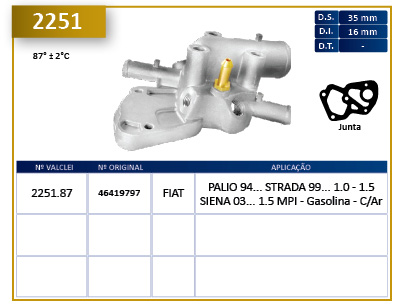 2251
87° ± 2°C
D.S. 35 mm
D.I. 16 mm
D.T. -
Junta
Nº VALCLEI Nº ORIGINAL APLICAÇÃO
2251.87 46419797 FIAT PALIO 94... STRADA 99... 1.0 - 1.5
SIENA 03... 1.5 MPI - Gasolina - C/Ar